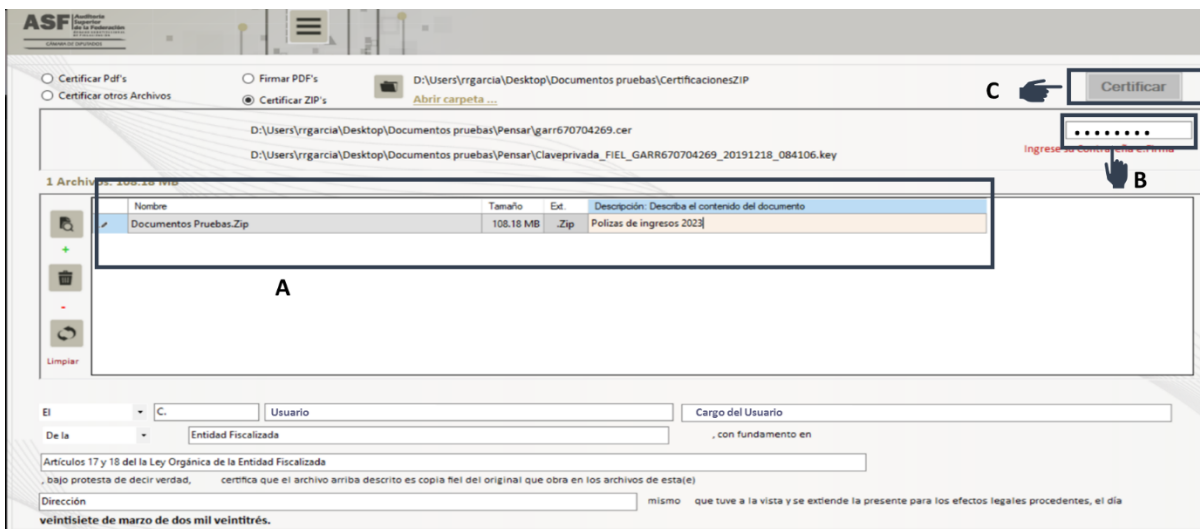 ASF Auditoría
Superior
de la Federación
CÁMARA DE DIPUTADOS
Certificar Pdf's
Firmar PDF's
D:\Users\rrgarcia\Desktop\Documentos pruebas\CertificacionesZIP
C
Certificar
Certificar otros Archivos
Certificar ZIP's
Abrir carpeta ...
D:\Users\rrgarcia\Desktop\Documentos pruebas\Pensar\garr670704269.cer
••••••••
D:\Users\rrgarcia\Desktop\Documentos pruebas\Pensar\Claveprivada_FIEL_GARR670704269_20191218_084106.key
Ingrese su Contraseña e.Firma
B
1 Archivos: 108.18 MB
Nombre Tamaño Ext. Descripción: Describa el contenido del documento
Documentos Pruebas.Zip 108.18 MB .Zip Polizas de ingresos 2023
+
A
-
Limpiar
El C. Usuario Cargo del Usuario
De la Entidad Fiscalizada , con fundamento en
Artículos 17 y 18 del la Ley Orgánica de la Entidad Fiscalizada
, bajo protesta de decir verdad, certifica que el archivo arriba descrito es copia fiel del original que obra en los archivos de esta(e)
Dirección mismo que tuve a la vista y se extiende la presente para los efectos legales procedentes, el día
veintisiete de marzo de dos mil veintitrés.